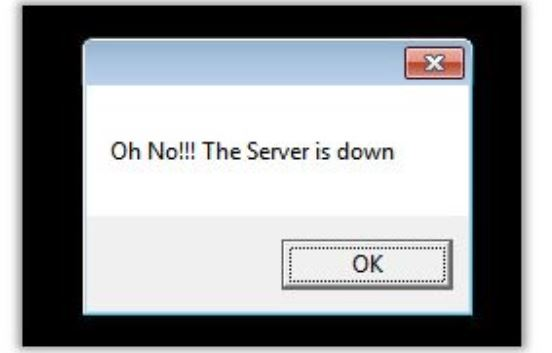 Oh No!!! The Server is down
OK